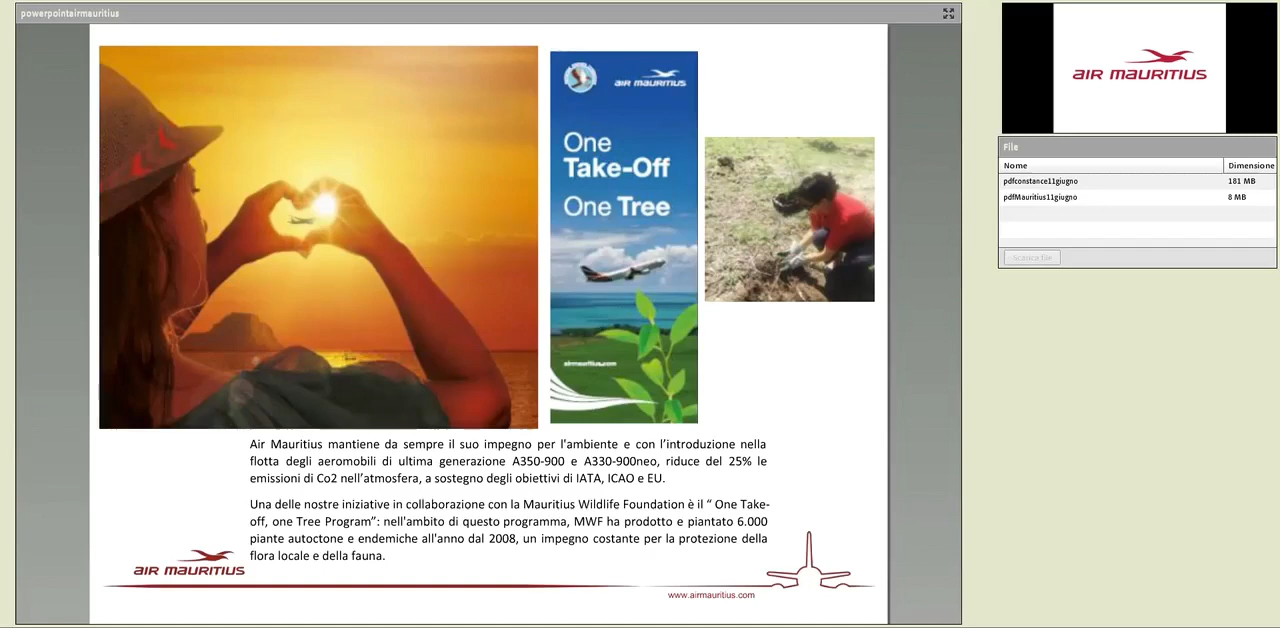 powerpointairmauritius
AIR MAURITIUS
One
Take-Off
One Tree
airmauritius.com
Air Mauritius mantiene da sempre il suo impegno per l'ambiente e con l’introduzione nella
flotta degli aeromobili di ultima generazione A350-900 e A330-900neo, riduce del 25% le
emissioni di Co2 nell’atmosfera, a sostegno degli obiettivi di IATA, ICAO e EU.
Una delle nostre iniziative in collaborazione con la Mauritius Wildlife Foundation è il “ One Take-
off, one Tree Program”: nell'ambito di questo programma, MWF ha prodotto e piantato 6.000
piante autoctone e endemiche all'anno dal 2008, un impegno costante per la protezione della
flora locale e della fauna.
AIR MAURITIUS
www.airmauritius.com
AIR MAURITIUS
File
Nome Dimensione
pdfconstance11giugno 181 MB
pdfMauritius11giugno 8 MB
Scarica file